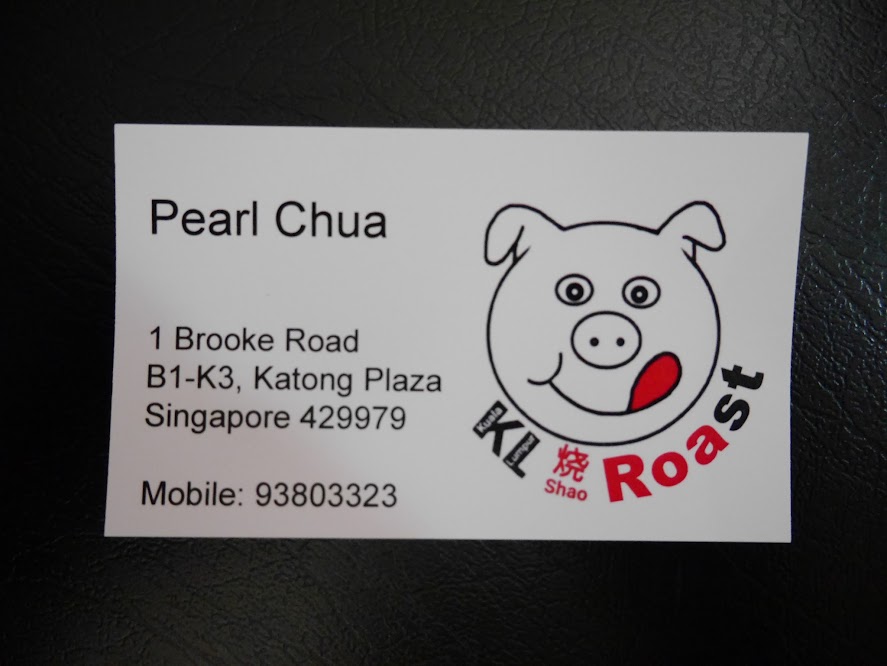 Pearl Chua
1 Brooke Road
B1-K3, Katong Plaza
Singapore 429979
Mobile: 93803323
Kuala
KL
Lumpur
烧
Shao
Roast